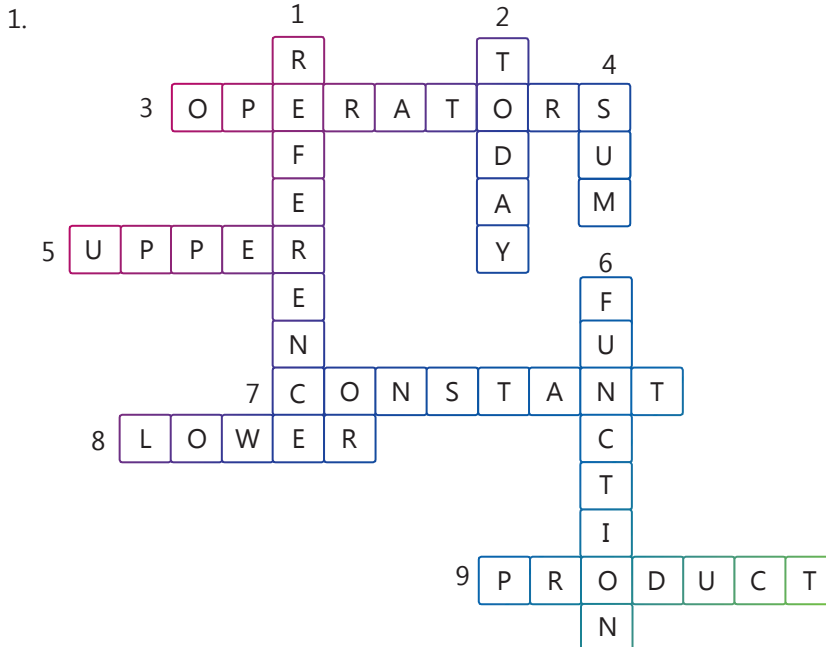 1.
1 2
R T 4
3 O P E R A T O R S
F D U
E A M
5 U P P E R Y
6
E F
N U
7 C O N S T A N T
8 L O W E R C
T
I
9 P R O D U C T
N